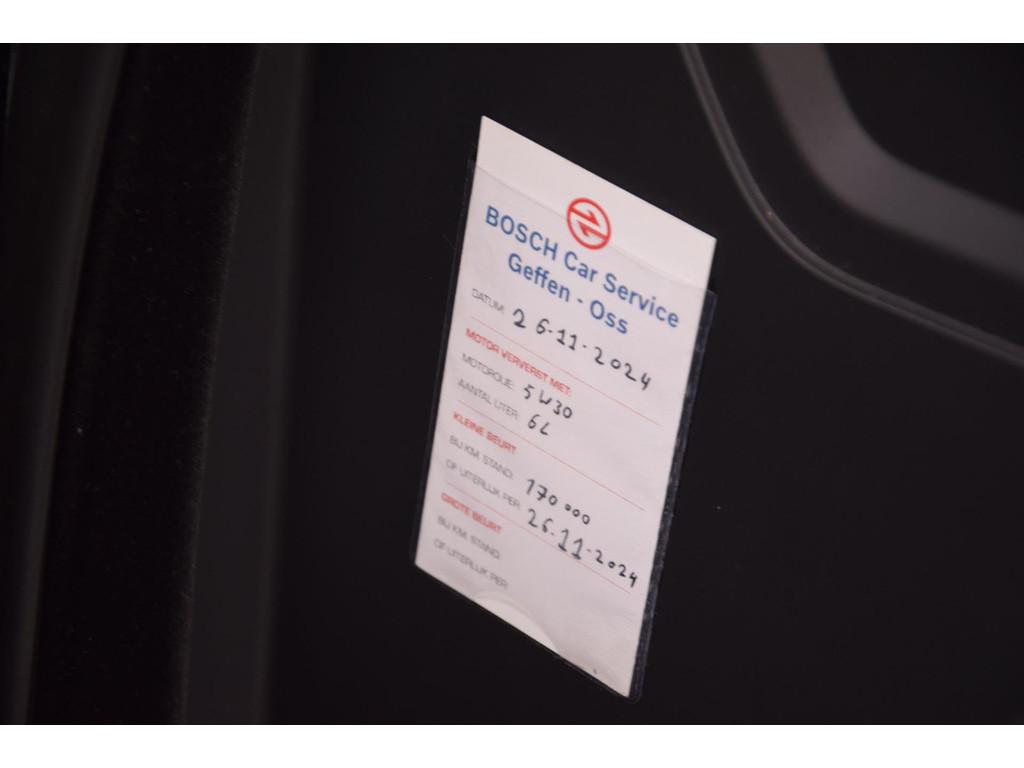 BOSCH Car Service
Geffen - Oss
DATUM: 26-11-2024
MOTOR VERVERST MET:
MOTOROLIE: 5W30
AANTAL LITER: 6L
KLEINE BEURT
BIJ KM. STAND: 170 000
OF UITERLIJK PER: 26-11-2024
GROTE BEURT
BIJ KM. STAND:
OF UITERLIJK PER: